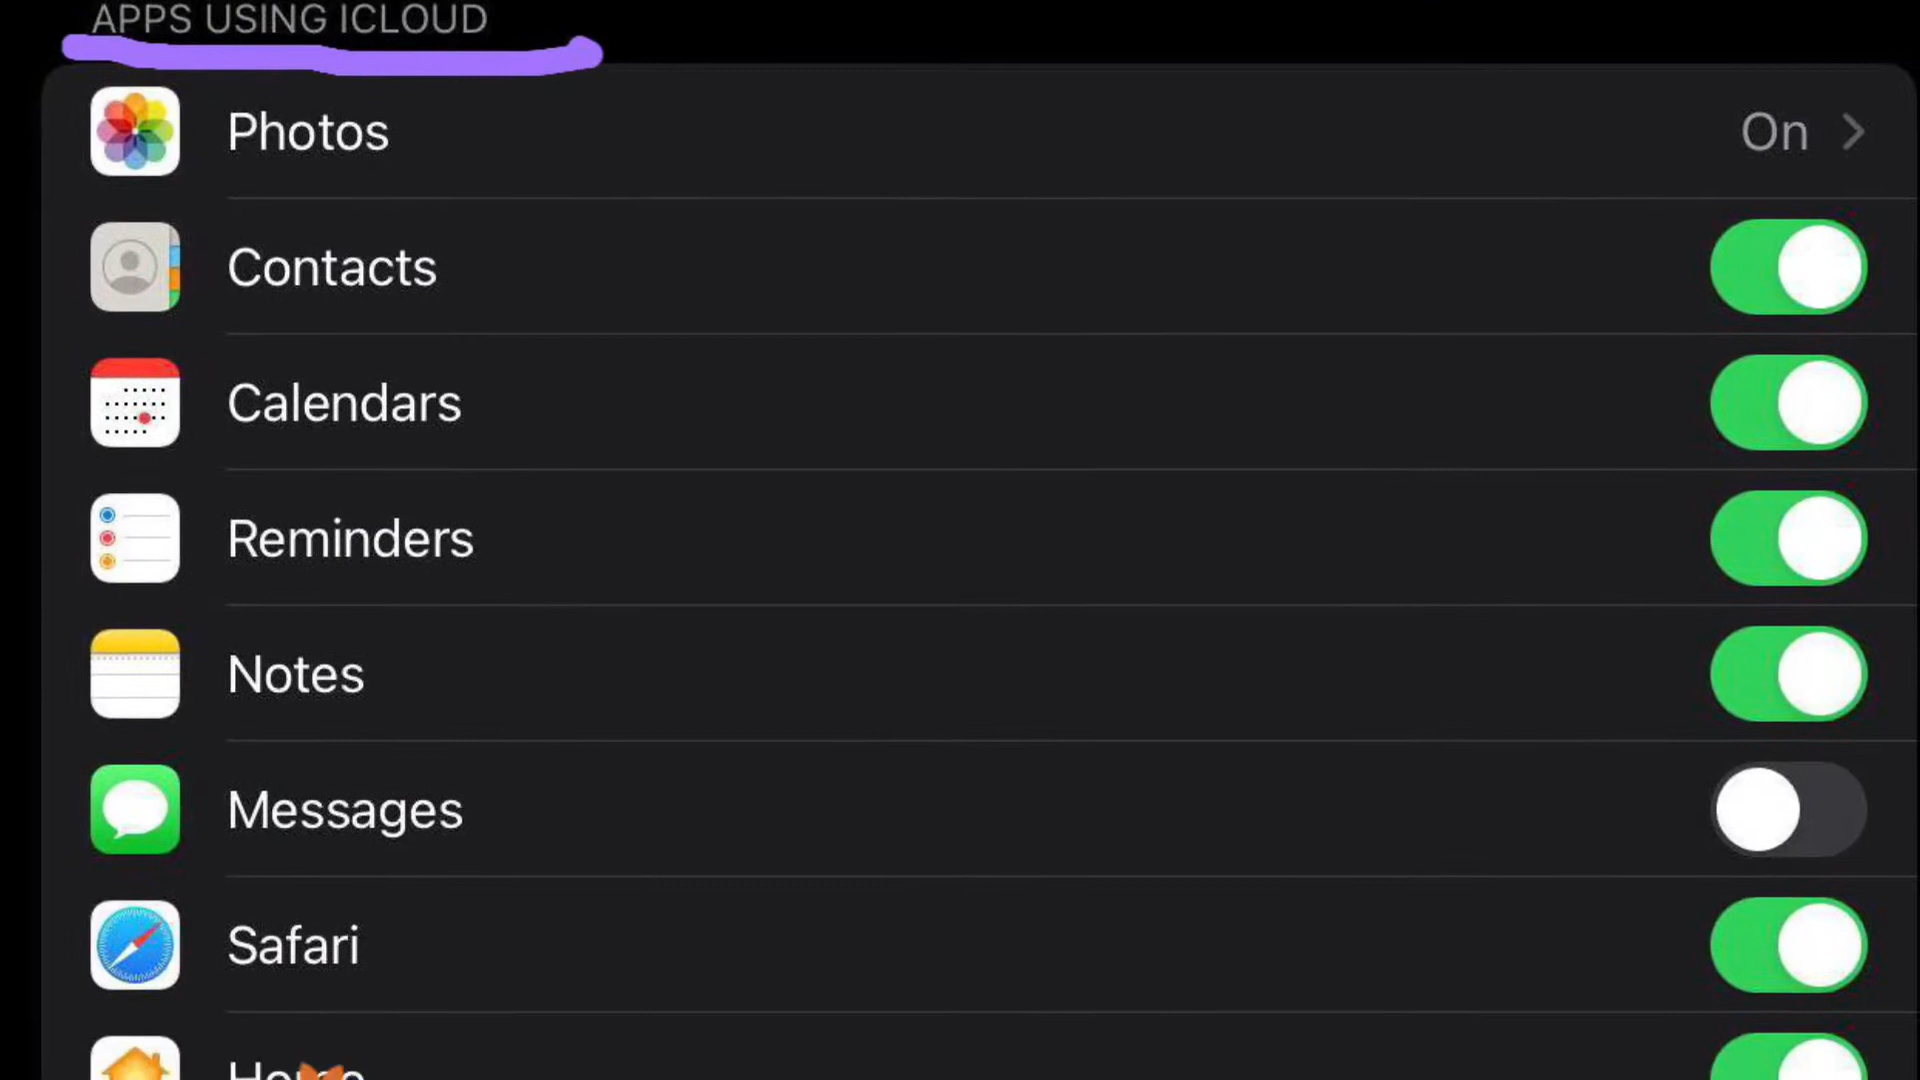 APPS USING ICLOUD
Photos On
Contacts
Calendars
Reminders
Notes
Messages
Safari